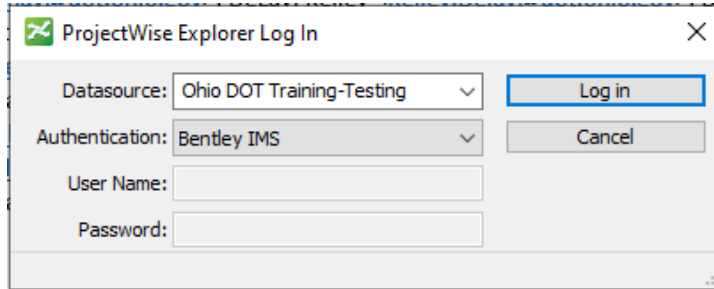 ProjectWise Explorer Log In
Datasource: Ohio DOT Training-Testing Log in
Authentication: Bentley IMS Cancel
User Name:
Password: